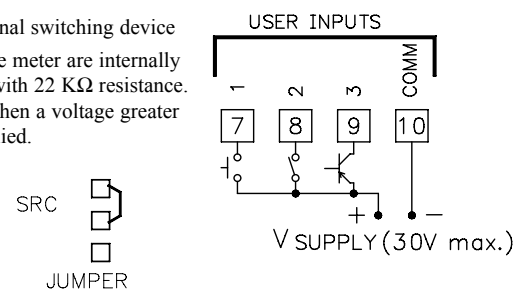 nal switching device
e meter are internally
with 22 KΩ resistance.
hen a voltage greater
ied.
USER INPUTS
1 2 3 COMM
7 8 9 10
+ −
V SUPPLY (30V max.)
SRC
JUMPER